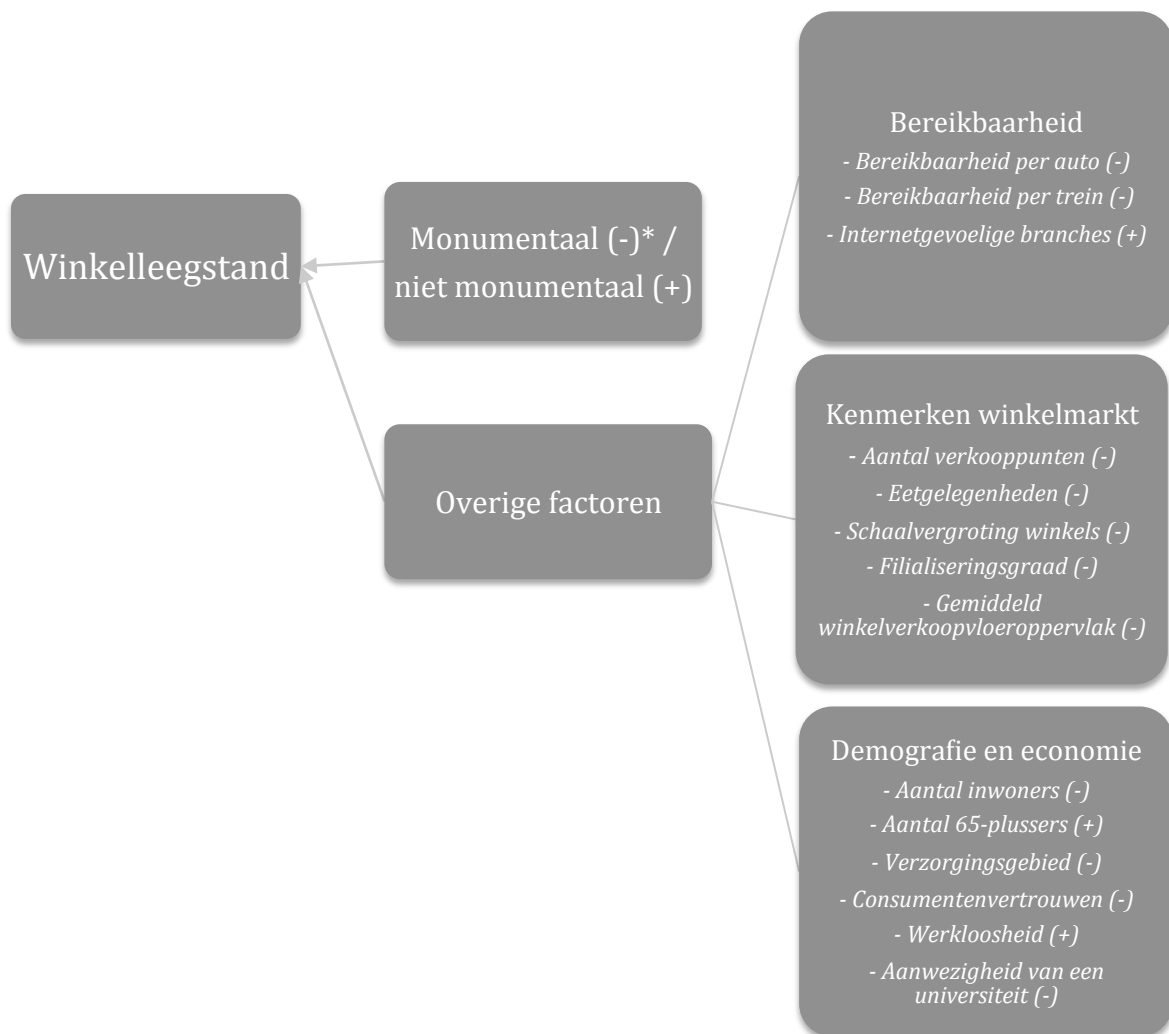 Winkelleegstand
Monumentaal (-)* /
niet monumentaal (+)
Overige factoren
Bereikbaarheid
- Bereikbaarheid per auto (-)
- Bereikbaarheid per trein (-)
- Internetgevoelige branches (+)
Kenmerken winkelmarkt
- Aantal verkooppunten (-)
- Eetgelegenheden (-)
- Schaalvergroting winkels (-)
- Filialiseringsgraad (-)
- Gemiddeld
winkelverkoopvloeroppervlak (-)
Demografie en economie
- Aantal inwoners (-)
- Aantal 65-plussers (+)
- Verzorgingsgebied (-)
- Consumentenvertrouwen (-)
- Werkloosheid (+)
- Aanwezigheid van een
universiteit (-)